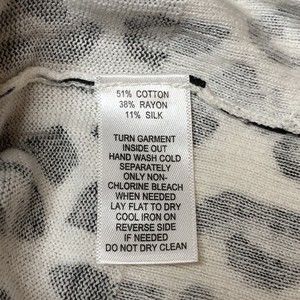 51% COTTON
38% RAYON
11% SILK
TURN GARMENT
INSIDE OUT
HAND WASH COLD
SEPARATELY
ONLY NON-
CHLORINE BLEACH
WHEN NEEDED
LAY FLAT TO DRY
COOL IRON ON
REVERSE SIDE
IF NEEDED
DO NOT DRY CLEAN